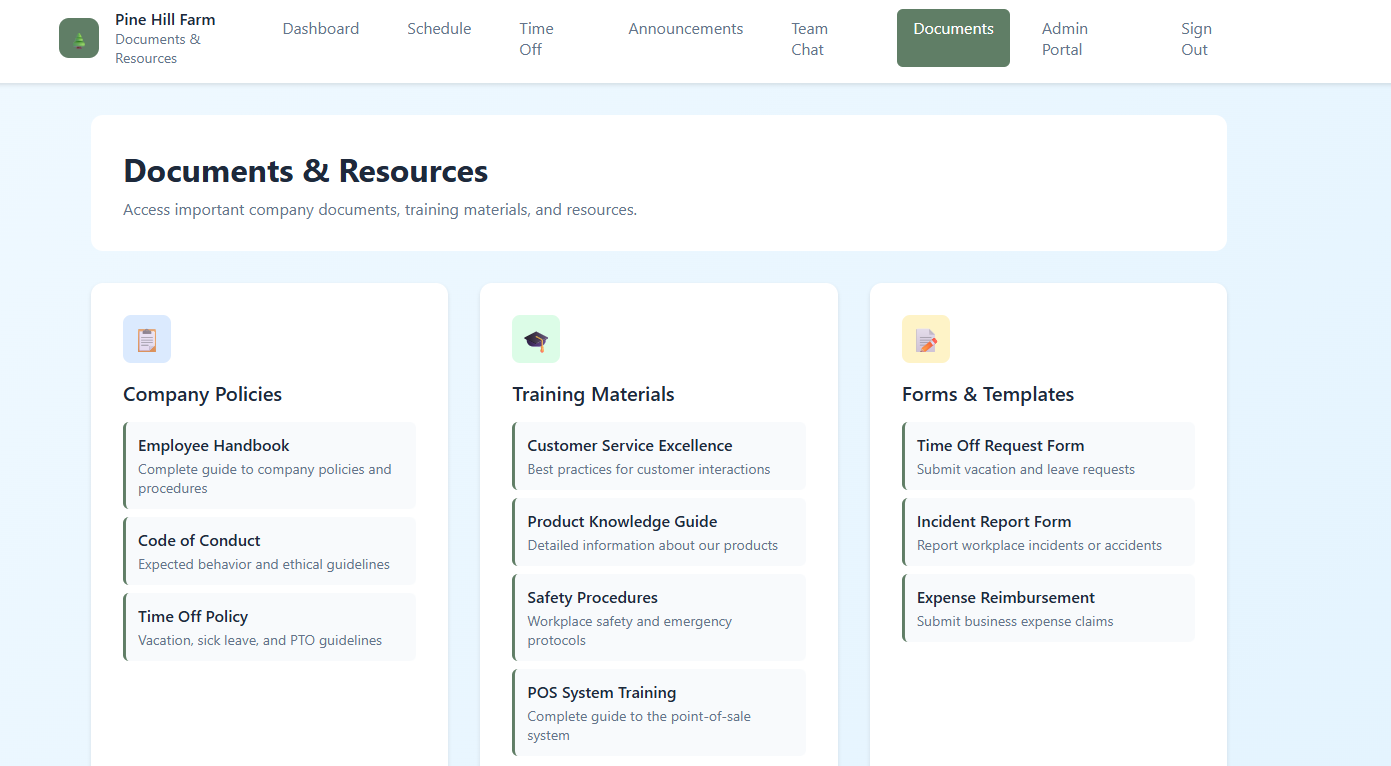 Pine Hill Farm
Documents &
Resources
Dashboard
Schedule
Time
Off
Announcements
Team
Chat
Documents
Admin
Portal
Sign
Out
Documents & Resources
Access important company documents, training materials, and resources.
Company Policies
Employee Handbook
Complete guide to company policies and
procedures
Code of Conduct
Expected behavior and ethical guidelines
Time Off Policy
Vacation, sick leave, and PTO guidelines
Training Materials
Customer Service Excellence
Best practices for customer interactions
Product Knowledge Guide
Detailed information about our products
Safety Procedures
Workplace safety and emergency
protocols
POS System Training
Complete guide to the point-of-sale
system
Forms & Templates
Time Off Request Form
Submit vacation and leave requests
Incident Report Form
Report workplace incidents or accidents
Expense Reimbursement
Submit business expense claims